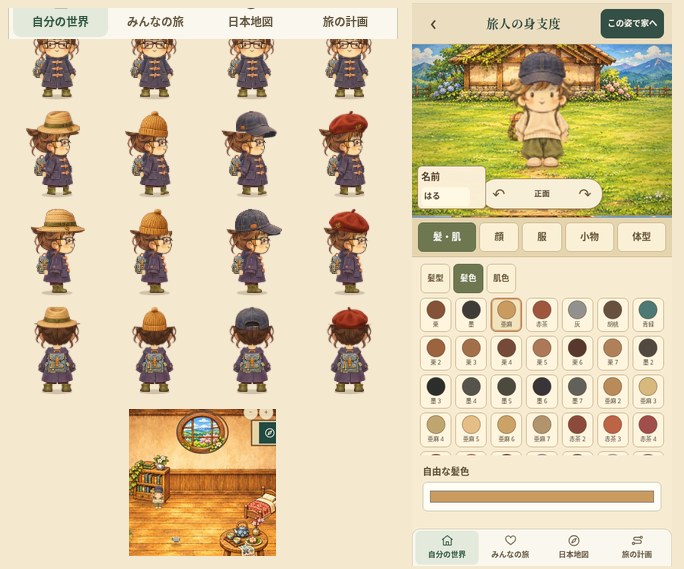 自分の世界 みんなの旅 日本地図 旅の計画
旅人の身支度
この姿で家へ
名前
はる
正面
髪・肌 顔 服 小物 体型
髪型 髪色 肌色
栗 墨 亜麻 赤茶 灰 胡桃 青緑
栗 2 栗 3 栗 4 栗 5 栗 6 栗 7 墨 2
墨 3 墨 4 墨 5 墨 6 墨 7 亜麻 2 亜麻 3
亜麻 4 亜麻 5 亜麻 6 亜麻 7 赤茶 2 赤茶 3 赤茶 4
自由な髪色
自分の世界 みんなの旅 日本地図 旅の計画